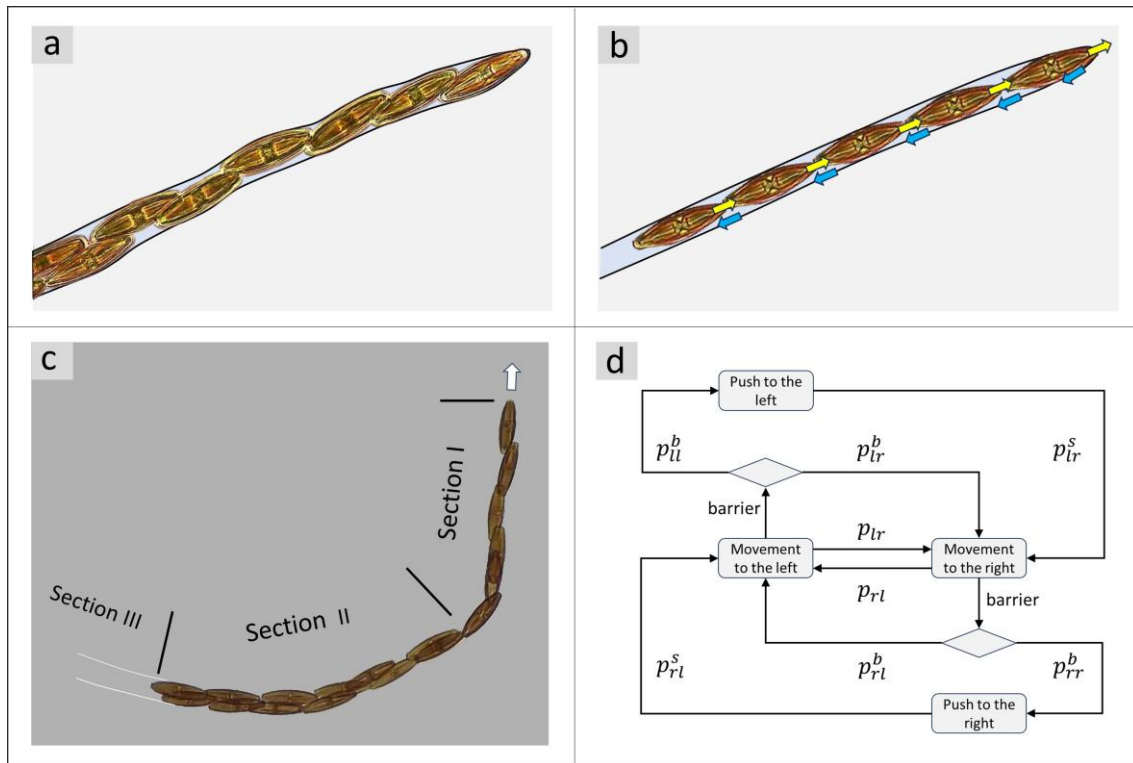 a
b
c
Section I
Section II
Section III
d
Push to the
left
p_{ll}^{b}
p_{lr}^{b}
p_{lr}^{s}
barrier
Movement
to the left
p_{lr}
Movement
to the right
p_{rl}
barrier
p_{rl}^{s}
p_{rl}^{b}
p_{rr}^{b}
Push to the
right